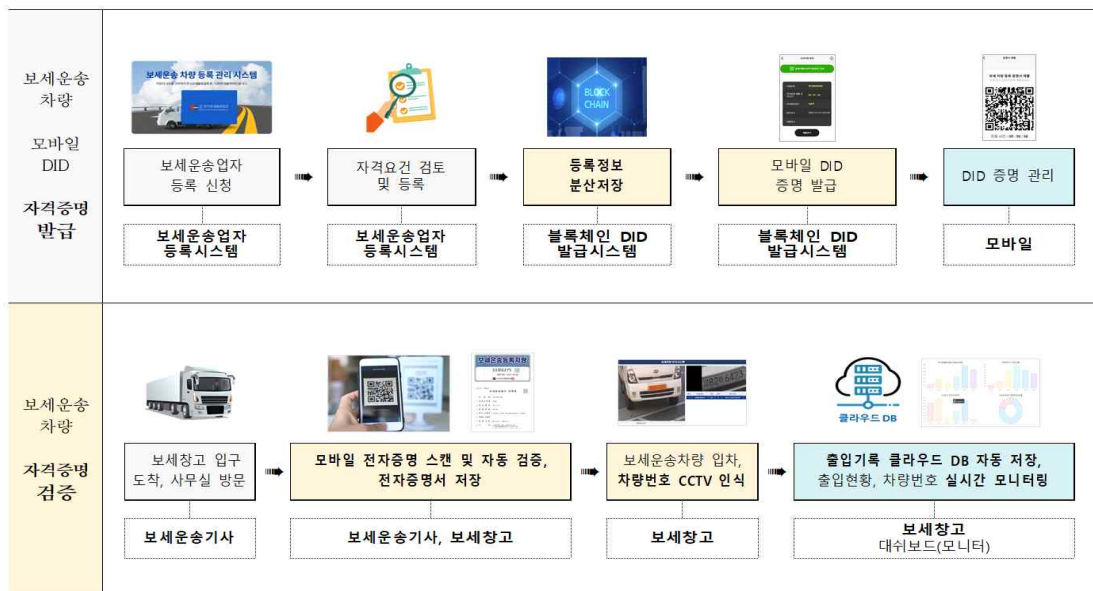 보세운송
차량
모바일
DID
자격증명
발급
보세운송 차량 등록 관리 시스템
BLOCK
CHAIN
보세운송업자
등록 신청
자격요건 검토
및 등록
등록정보
분산저장
모바일 DID
증명 발급
DID 증명 관리
보세운송업자
등록시스템
보세운송업자
등록시스템
블록체인 DID
발급시스템
블록체인 DID
발급시스템
모바일
보세운송
차량
자격증명
검증
보세운송등록차량
클라우드 DB
보세창고 입구
도착, 사무실 방문
모바일 전자증명 스캔 및 자동 검증,
전자증명서 저장
보세운송차량 입차,
차량번호 CCTV 인식
출입기록 클라우드 DB 자동 저장,
출입현황, 차량번호 실시간 모니터링
보세운송기사
보세운송기사, 보세창고
보세창고
보세창고
대쉬보드(모니터)